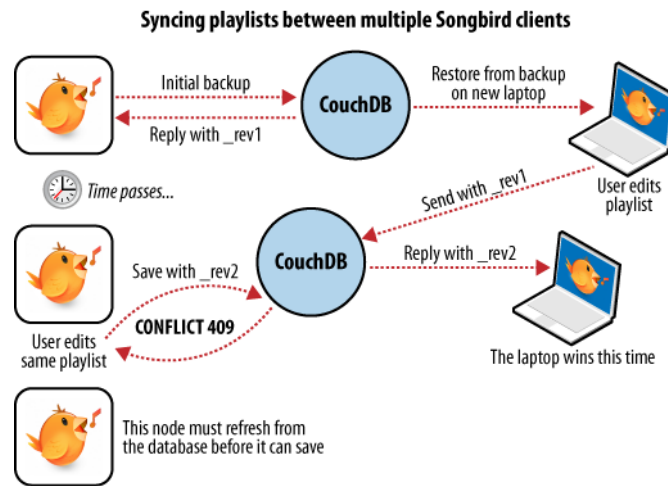 Syncing playlists between multiple Songbird clients
Initial backup
Reply with _rev1
CouchDB
Restore from backup
on new laptop
Time passes...
Send with _rev1
User edits
playlist
Save with _rev2
CONFLICT 409
User edits
same playlist
CouchDB
Reply with _rev2
The laptop wins this time
This node must refresh from
the database before it can save